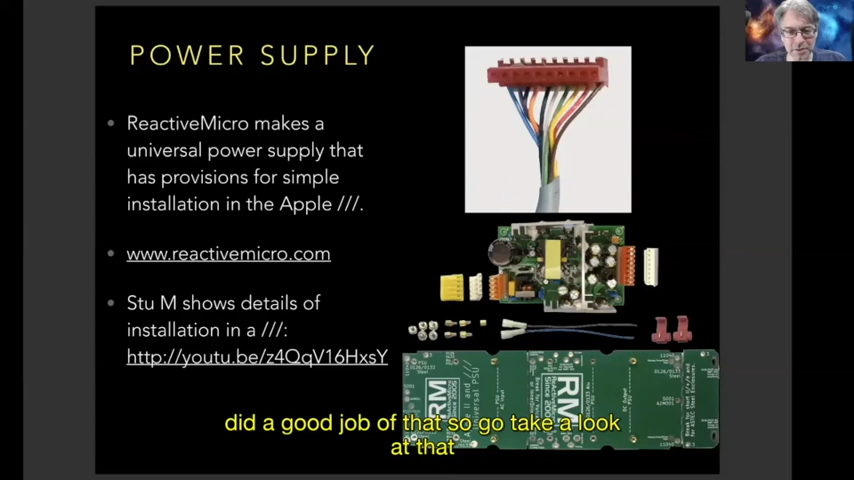 POWER SUPPLY
ReactiveMicro makes a
universal power supply that
has provisions for simple
installation in the Apple ///.
www.reactivemicro.com
Stu M shows details of
installation in a ///:
http://youtu.be/z4QqV16HxsY
RM
RM
did a good job of that so go take a look
at that